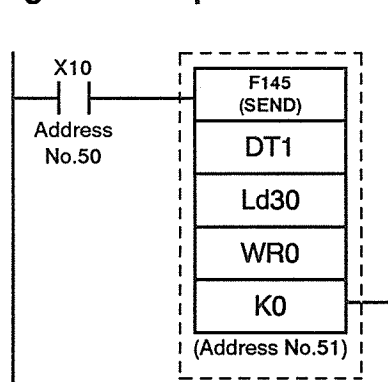 X10
Address
No.50
F145
(SEND)
DT1
Ld30
WR0
K0
(Address No.51)